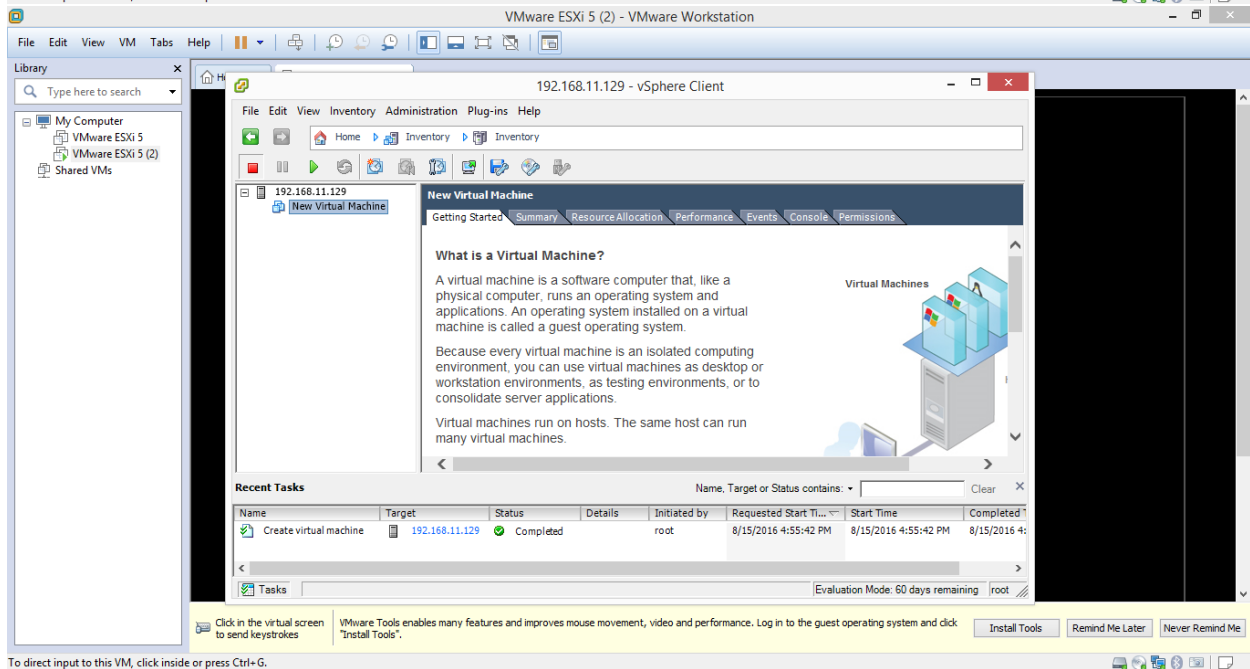 VMware ESXi 5 (2) - VMware Workstation
File Edit View VM Tabs Help
Library
Type here to search
My Computer
VMware ESXi 5
VMware ESXi 5 (2)
Shared VMs
192.168.11.129 - vSphere Client
File Edit View Inventory Administration Plug-ins Help
Home Inventory Inventory
192.168.11.129
New Virtual Machine
New Virtual Machine
Getting Started Summary Resource Allocation Performance Events Console Permissions
What is a Virtual Machine?
A virtual machine is a software computer that, like a
physical computer, runs an operating system and
applications. An operating system installed on a virtual
machine is called a guest operating system.
Because every virtual machine is an isolated computing
environment, you can use virtual machines as desktop or
workstation environments, as testing environments, or to
consolidate server applications.
Virtual machines run on hosts. The same host can run
many virtual machines.
Virtual Machines
Recent Tasks
Name, Target or Status contains:
Clear
Name Target Status Details Initiated by Requested Start Ti... Start Time Completed
Create virtual machine 192.168.11.129 Completed root 8/15/2016 4:55:42 PM 8/15/2016 4:55:42 PM 8/15/2016 4:
Tasks
Evaluation Mode: 60 days remaining root
Click in the virtual screen
to send keystrokes
VMware Tools enables many features and improves mouse movement, video and performance. Log in to the guest operating system and click
"Install Tools".
Install Tools Remind Me Later Never Remind Me
To direct input to this VM, click inside or press Ctrl+G.